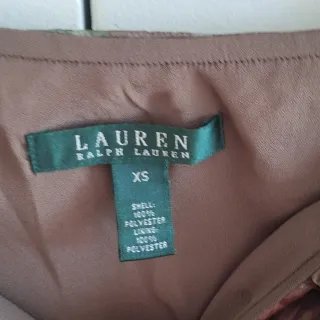 LAUREN
RALPH LAUREN
XS
SHELL:
100%
POLYESTER
LINING:
100%
POLYESTER